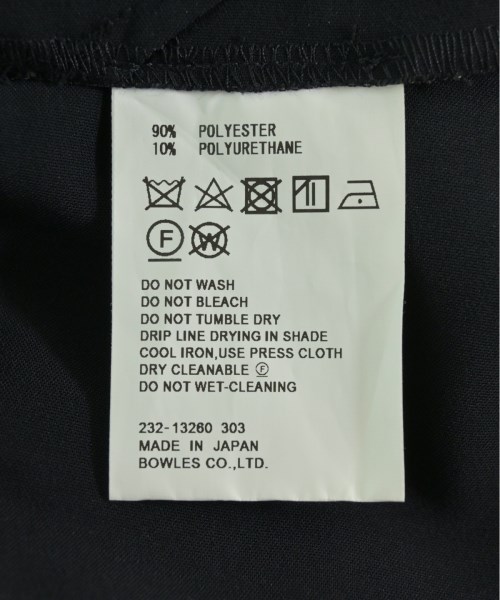 90% POLYESTER
10% POLYURETHANE
F W
DO NOT WASH
DO NOT BLEACH
DO NOT TUMBLE DRY
DRIP LINE DRYING IN SHADE
COOL IRON,USE PRESS CLOTH
DRY CLEANABLE Ⓕ
DO NOT WET-CLEANING
232-13260 303
MADE IN JAPAN
BOWLES CO.,LTD.